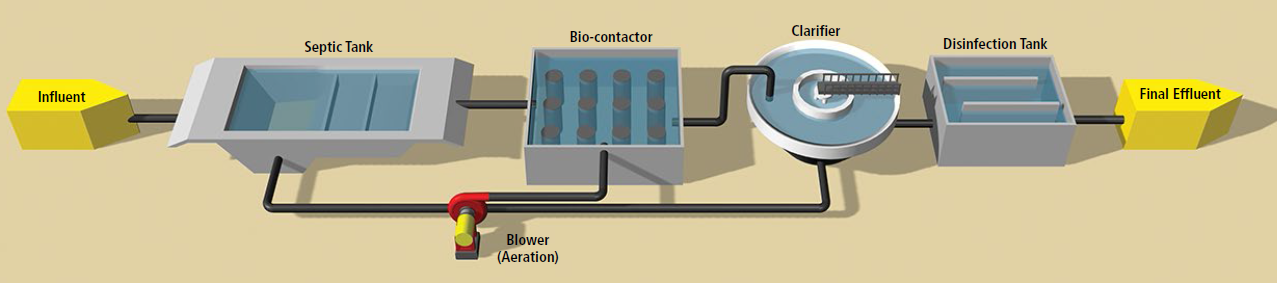 Influent
Septic Tank
Bio-contactor
Clarifier
Disinfection Tank
Final Effluent
Blower
(Aeration)